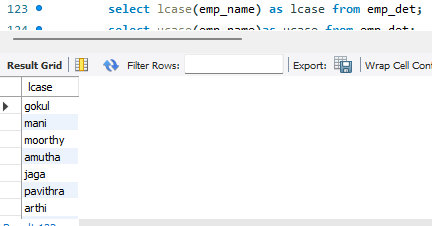 123 select lcase(emp_name) as lcase from emp_det;
124 select ucase(emp_name)as ucase from emp_det;
Result Grid Filter Rows: Export: Wrap Cell Cont
lcase
gokul
mani
moorthy
amutha
jaga
pavithra
arthi